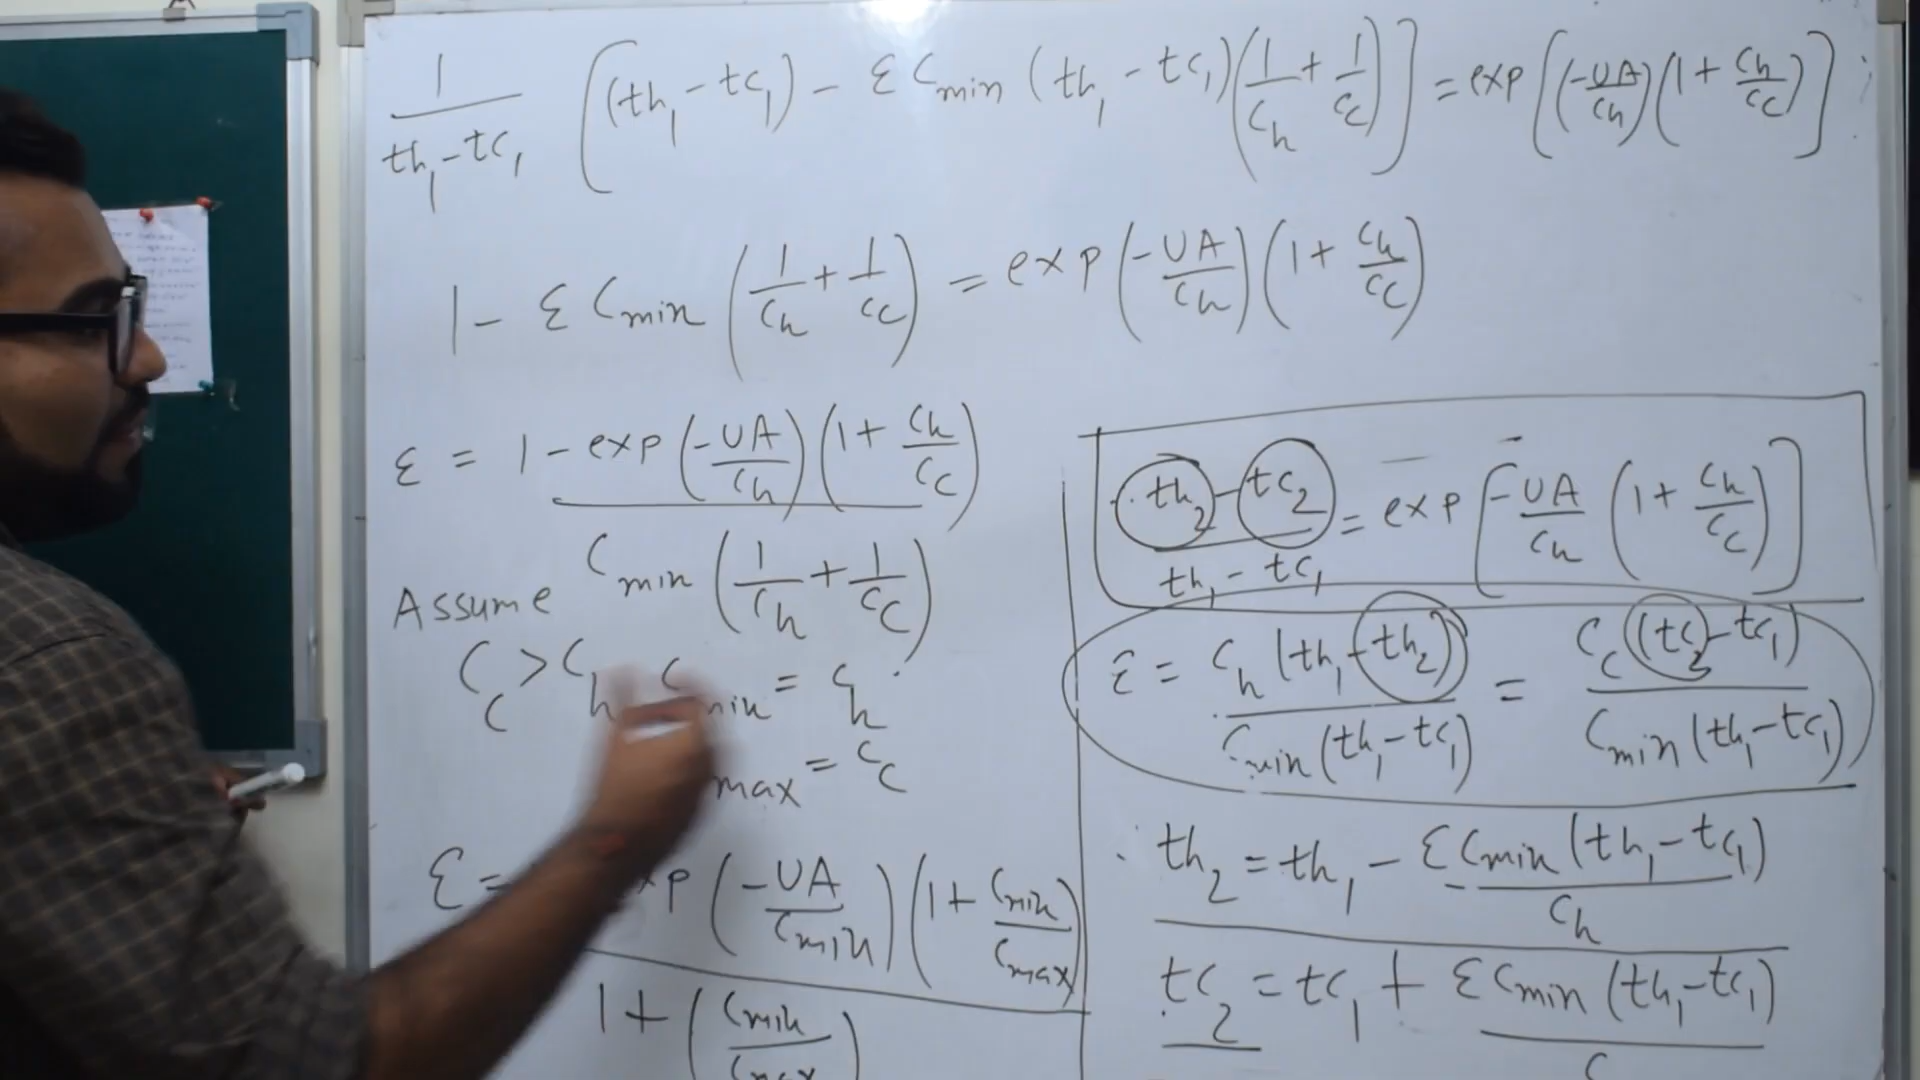 1/(th₁ - tc₁) [(th₁ - tc₁) - ε Cmin (th₁ - tc₁)(1/Ch + 1/Cc)] = exp[(-UA/Ch)(1 + Ch/Cc)]
1 - ε Cmin (1/Ch + 1/Cc) = exp(-UA/Ch)(1 + Ch/Cc)
ε = 1 - exp(-UA/Ch)(1 + Ch/Cc)
Cmin (1/Ch + 1/Cc)
Assume
Cc > Ch Cmin = Ch
max = Cc
ε = xp(-UA/Cmin)(1 + Cmin/Cmax)
1 + (Cmin/Cmax)
(th₂ - tc₂)/(th₁ - tc₁) = exp[-UA/Ch (1 + Ch/Cc)]
ε = Ch(th₁ - th₂)/Cmin(th₁ - tc₁) = Cc(tc₂ - tc₁)/Cmin(th₁ - tc₁)
th₂ = th₁ - ε Cmin (th₁ - tc₁)/Ch
tc₂ = tc₁ + ε Cmin (th₁ - tc₁)/C